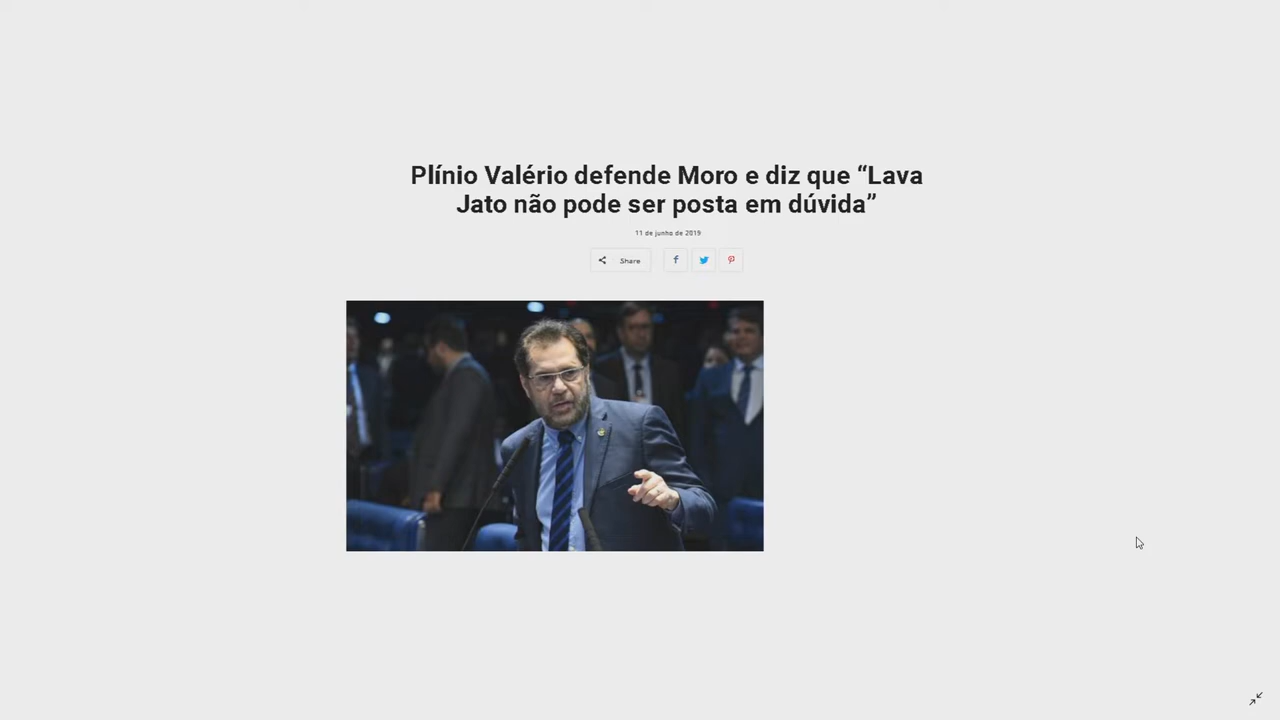 Plínio Valério defende Moro e diz que “Lava
Jato não pode ser posta em dúvida”
11 de junho de 2019
Share